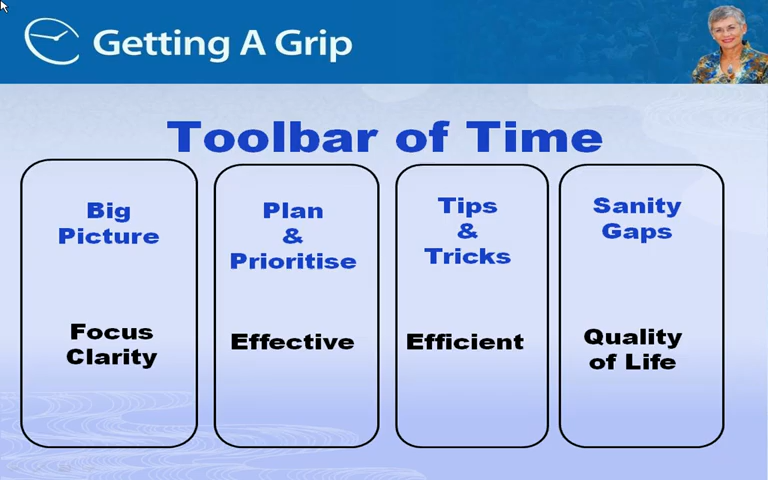 Getting A Grip
Toolbar of Time
Big
Picture
Focus
Clarity
Plan
&
Prioritise
Effective
Tips
&
Tricks
Efficient
Sanity
Gaps
Quality
of Life